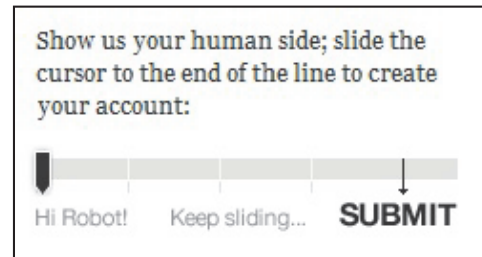 Show us your human side; slide the
cursor to the end of the line to create
your account:
Hi Robot! Keep sliding... SUBMIT